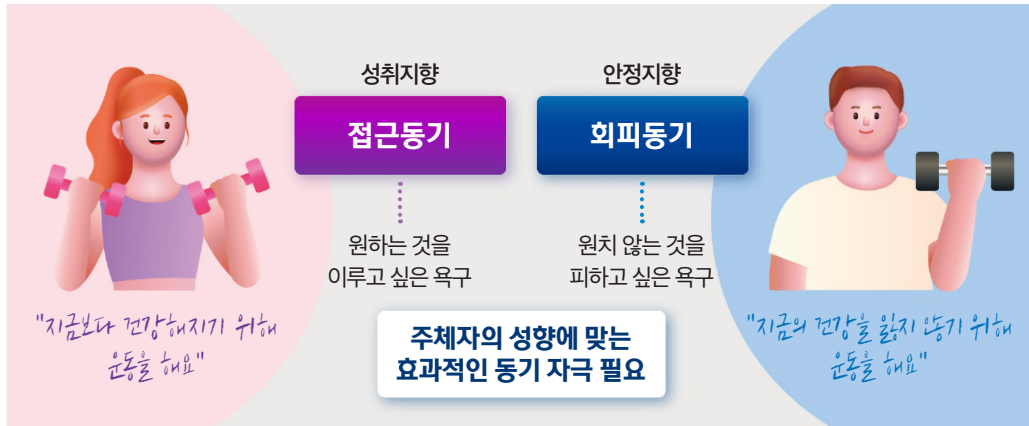 성취지향
접근동기
원하는 것을
이루고 싶은 욕구
안정지향
회피동기
원치 않는 것을
피하고 싶은 욕구
"지금보다 건강해지기 위해
운동을 해요"
"지금의 건강을 잃지 않기 위해
운동을 해요"
주체자의 성향에 맞는
효과적인 동기 자극 필요